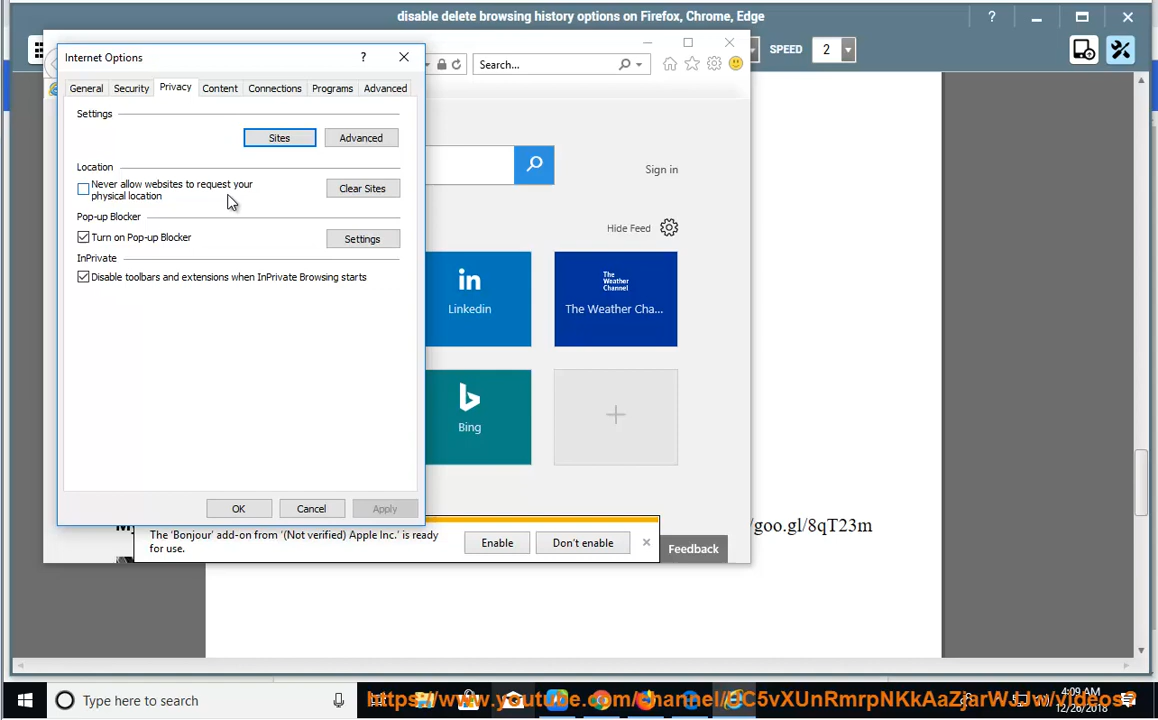 disable delete browsing history options on Firefox, Chrome, Edge
?
SPEED
2
Internet Options
?
Search...
General
Security
Privacy
Content
Connections
Programs
Advanced
Settings
Sites
Advanced
Location
Never allow websites to request your
physical location
Clear Sites
Pop-up Blocker
Turn on Pop-up Blocker
Settings
InPrivate
Disable toolbars and extensions when InPrivate Browsing starts
OK
Cancel
Apply
Sign in
Hide Feed
in
Linkedin
The
Weather
Channel
The Weather Cha...
Bing
/goo.gl/8qT23m
The 'Bonjour' add-on from '(Not verified) Apple Inc.' is ready
for use.
Enable
Don't enable
Feedback
Type here to search
4:09 AM
12/26/2018